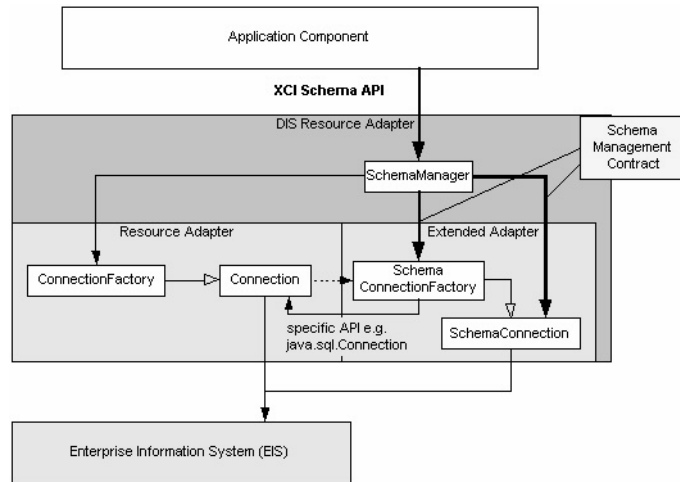 Application Component
XCI Schema API
DIS Resource Adapter
Schema
Management
Contract
SchemaManager
Resource Adapter
Extended Adapter
ConnectionFactory
Connection
Schema
ConnectionFactory
specific API e.g.
java.sql.Connection
SchemaConnection
Enterprise Information System (EIS)